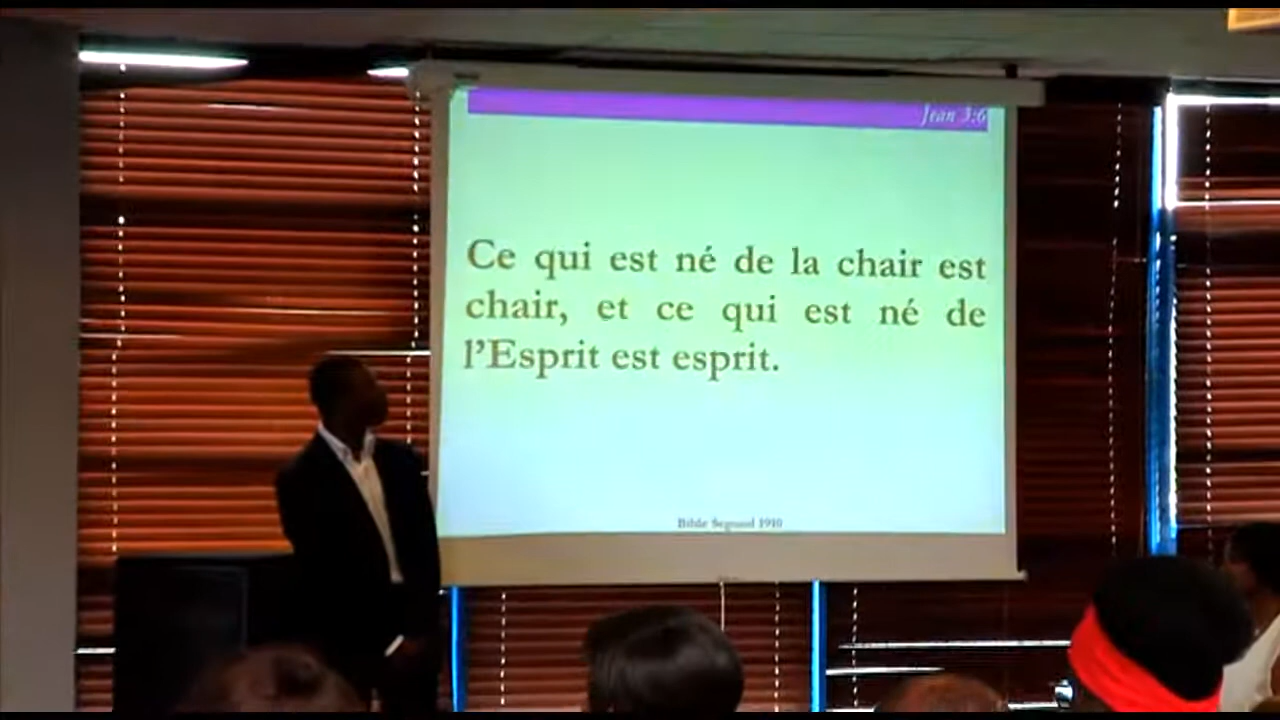 Jean 3:6
Ce qui est né de la chair est
chair, et ce qui est né de
l’Esprit est esprit.
Bible Segond 1910